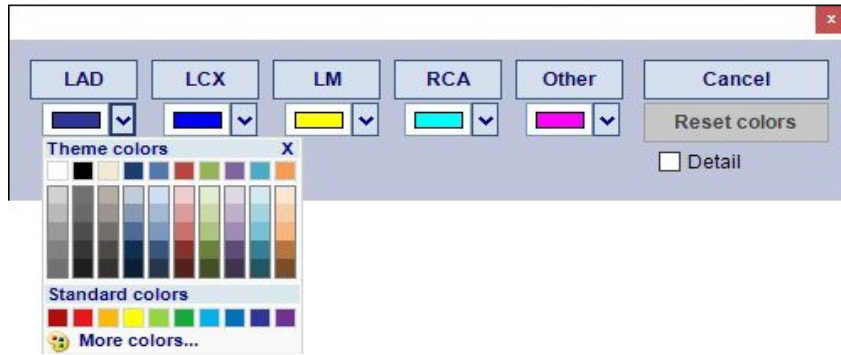 x
LAD LCX LM RCA Other Cancel
Reset colors
Theme colors X
Detail
Standard colors
More colors...